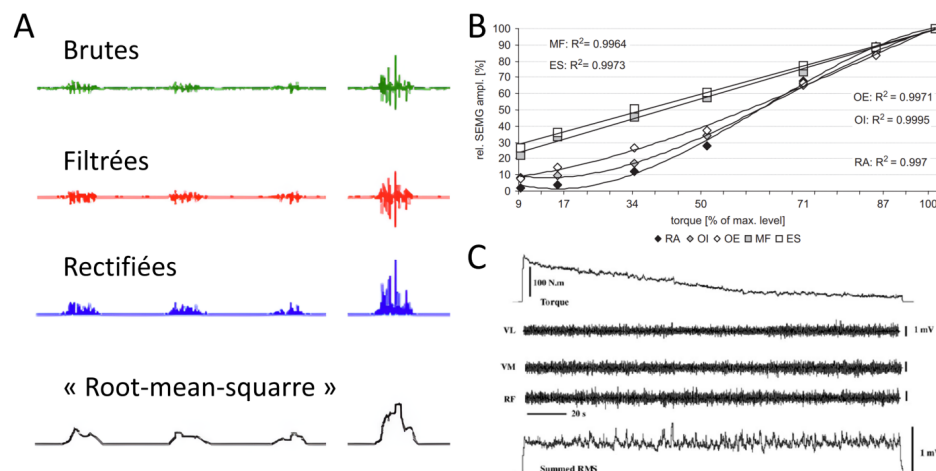 A
Brutes
Filtrées
Rectifiées
« Root-mean-squarre »
B
rel. SEMG ampl. [%]
100
90
80
70
60
50
40
30
20
10
0
MF: R²= 0.9964
ES: R²= 0.9973
OE: R²= 0.9971
OI: R² = 0.9995
RA: R² = 0.997
9 17 34 50 71 87 100
torque [% of max. level]
RA OI OE MF ES
C
100 N.m
Torque
VL
1 mV
VM
RF
20 s
Summed RMS
1 mV